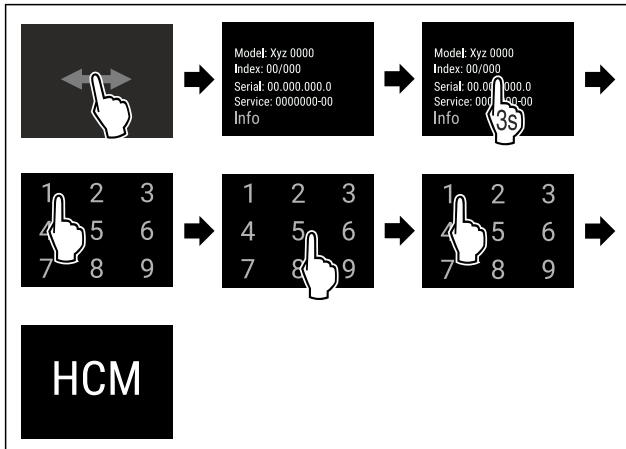 Model: Xyz 0000
Index: 00/000
Serial: 00.000.000.0
Service: 0000000-00
Info
Model: Xyz 0000
Index: 00/000
Serial:
Service:
Info
3s
1 2 3
4 5 6
7 8 9
1 2 3
4 5 6
7 8 9
1 2 3
4 5 6
7 8 9
HCM